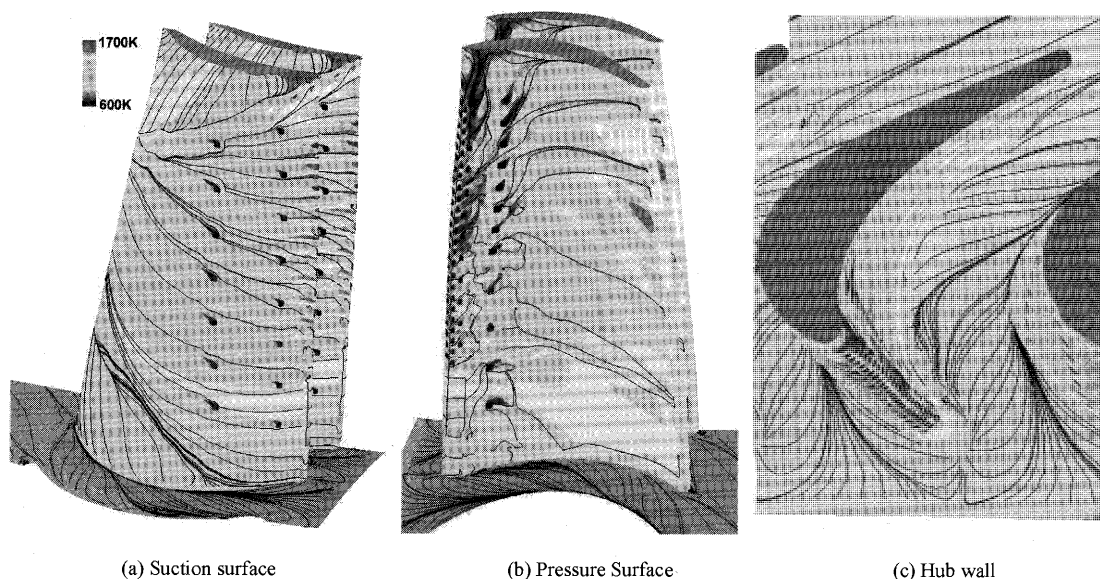 1700K
600K
(a) Suction surface
(b) Pressure Surface
(c) Hub wall